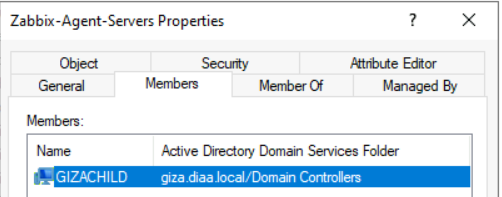 Zabbix-Agent-Servers Properties ? ×
Object Security Attribute Editor
General Members Member Of Managed By
Members:
Name Active Directory Domain Services Folder
GIZACHILD giza.diaa.local/Domain Controllers